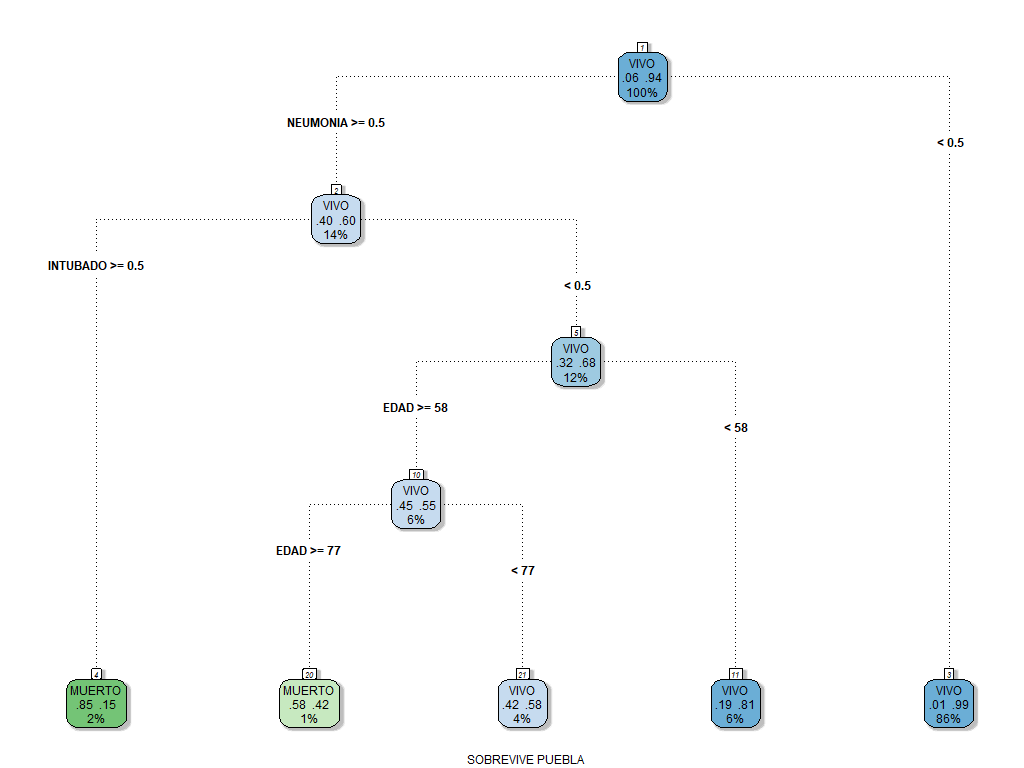 1
VIVO
.06 .94
100%
NEUMONIA >= 0.5
< 0.5
2
VIVO
.40 .60
14%
INTUBADO >= 0.5
< 0.5
5
VIVO
.32 .68
12%
EDAD >= 58
< 58
10
VIVO
.45 .55
6%
EDAD >= 77
< 77
4
MUERTO
.85 .15
2%
20
MUERTO
.58 .42
1%
21
VIVO
.42 .58
4%
11
VIVO
.19 .81
6%
3
VIVO
.01 .99
86%
SOBREVIVE PUEBLA